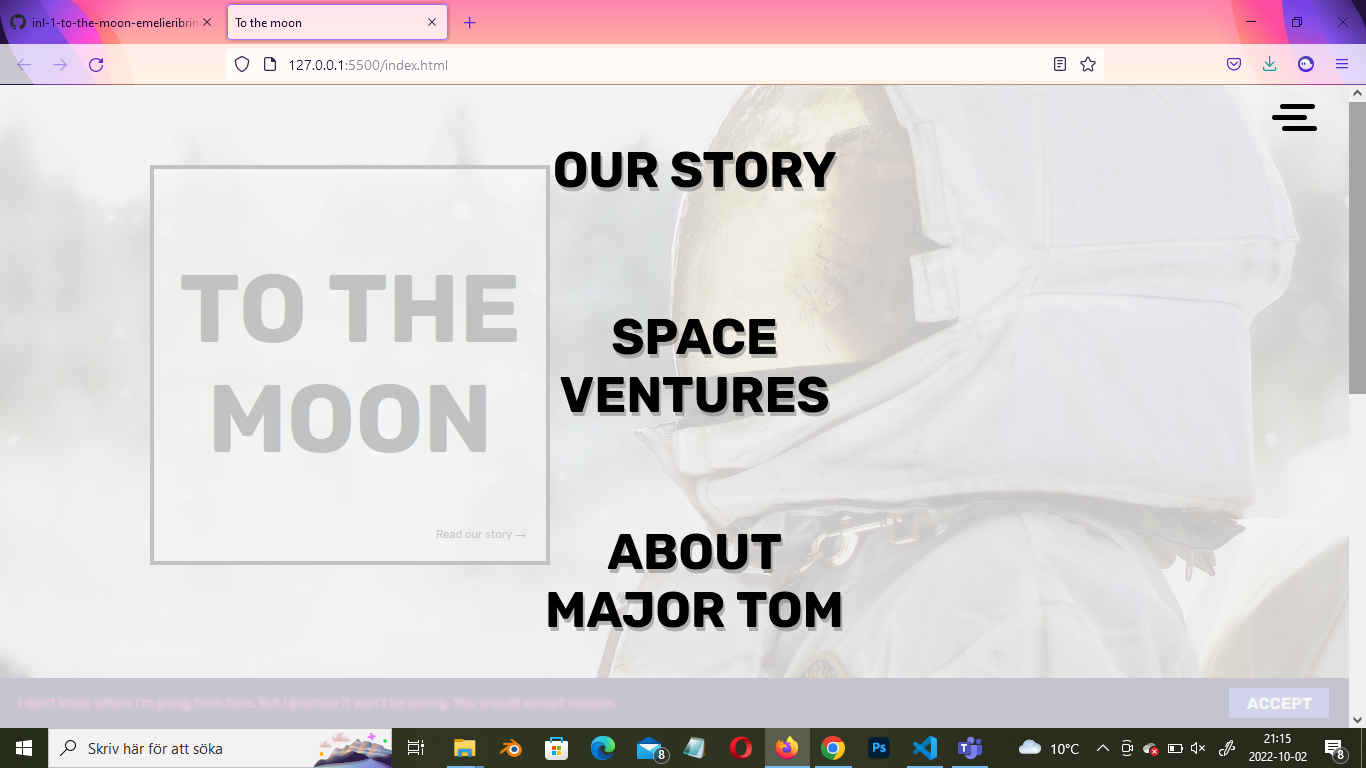 inl-1-to-the-moon-emelieribrin
To the moon
127.0.0.1:5500/index.html
OUR STORY
TO THE
MOON
Read our story →
SPACE
VENTURES
ABOUT
MAJOR TOM
I don't know where I'm going from here, but I promise it won't be boring. You should accept cookies.
ACCEPT
Skriv här för att söka
8
Ps
10°C
21:15
2022-10-02
8